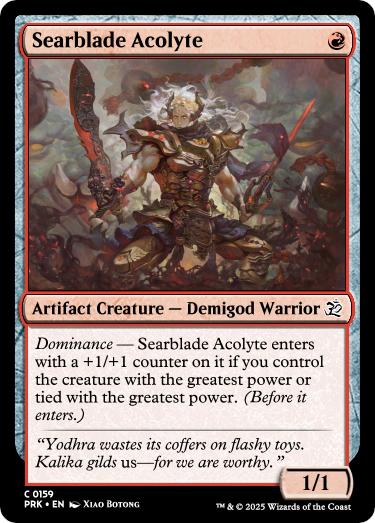 Searblade Acolyte
Artifact Creature — Demigod Warrior
Dominance — Searblade Acolyte enters
with a +1/+1 counter on it if you control
the creature with the greatest power or
tied with the greatest power. (Before it
enters.)
“Yodhra wastes its coffers on flashy toys.
Kalika gilds us—for we are worthy.”
1/1
C 0159
PRK • EN Xiao Botong
™ & © 2025 Wizards of the Coast